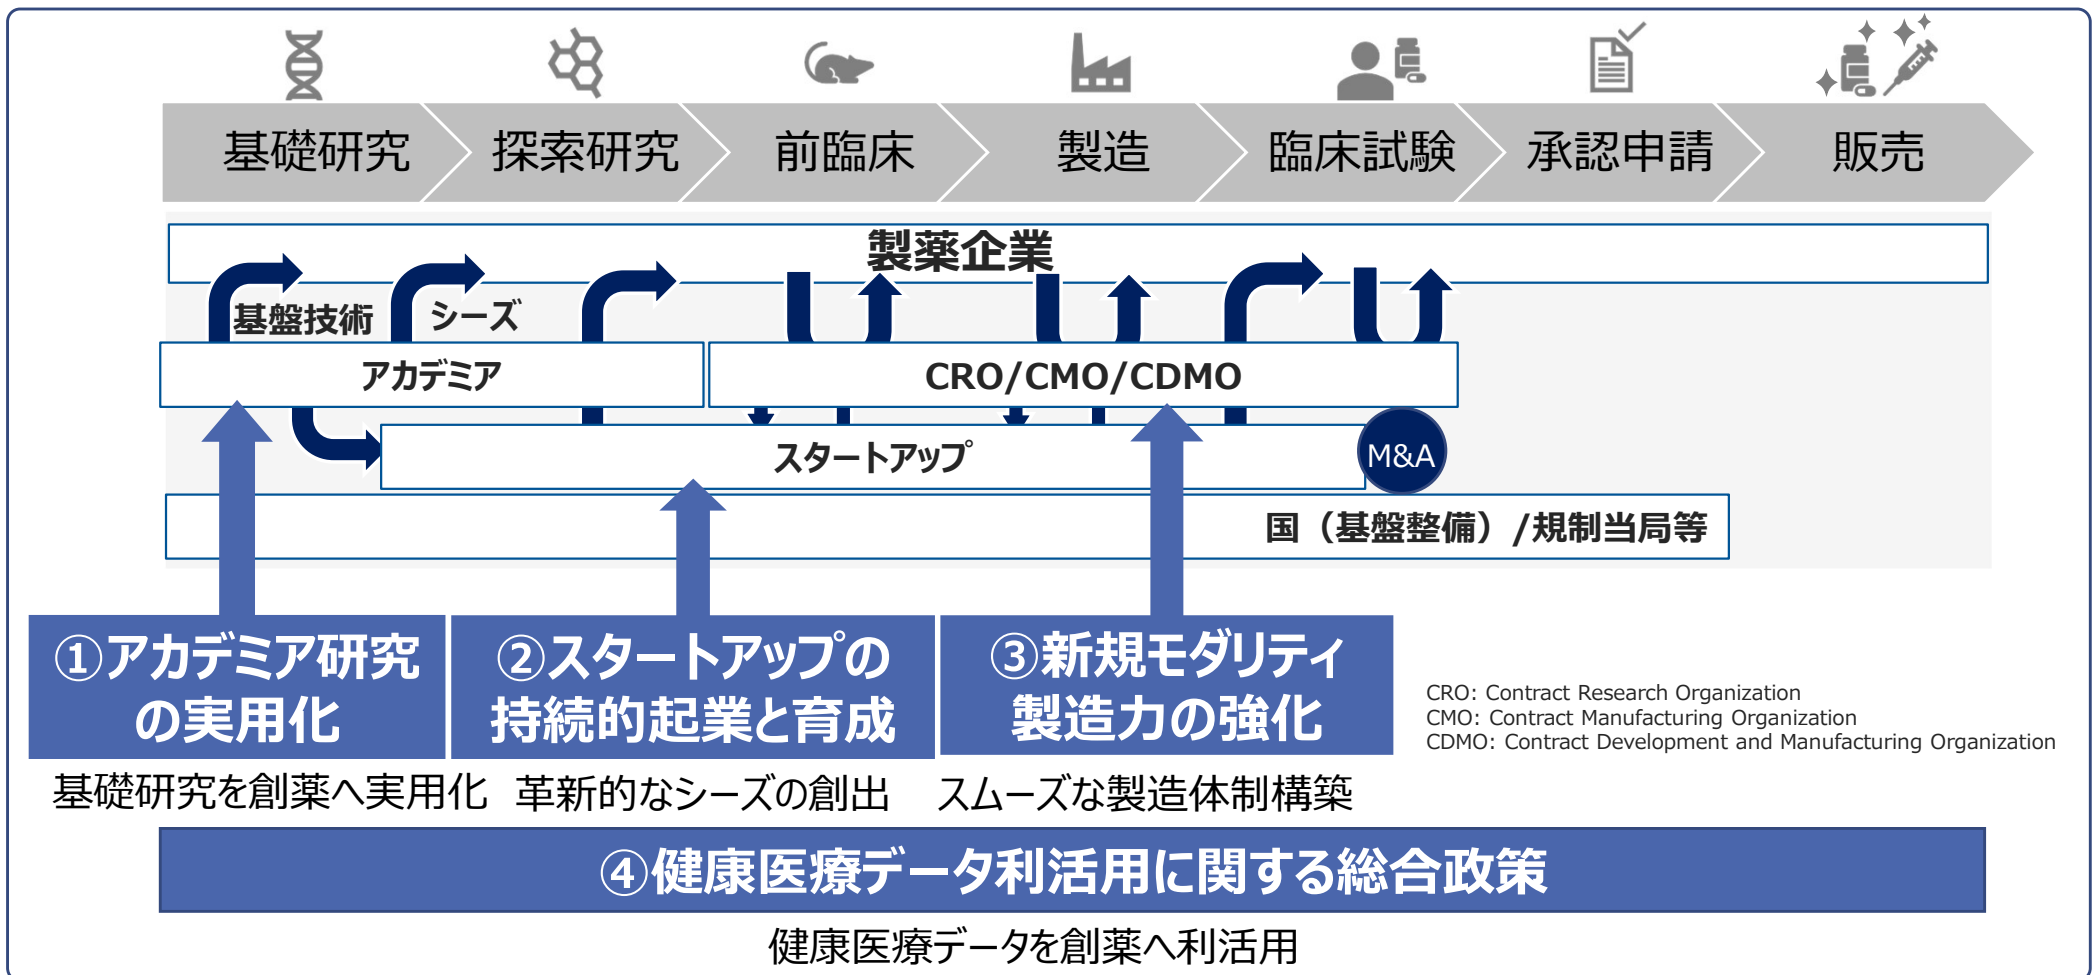 基礎研究
探索研究
前臨床
製造
臨床試験
承認申請
販売
製薬企業
基盤技術
シーズ
アカデミア
CRO/CMO/CDMO
スタートアップ
M&A
国（基盤整備）/規制当局等
①アカデミア研究
の実用化
②スタートアップの
持続的起業と育成
③新規モダリティ
製造力の強化
CRO: Contract Research Organization
CMO: Contract Manufacturing Organization
CDMO: Contract Development and Manufacturing Organization
基礎研究を創薬へ実用化
革新的なシーズの創出
スムーズな製造体制構築
④健康医療データ利活用に関する総合政策
健康医療データを創薬へ利活用